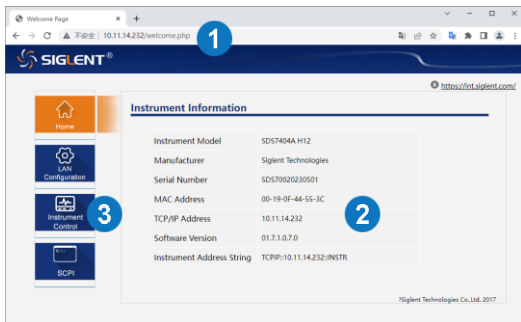 Welcome Page
不安全 | 10.11.14.232/welcome.php
1
SIGLENT®
https://int.siglent.com/
Home
Instrument Information
Instrument Model SDS7404A H12
Manufacturer Siglent Technologies
LAN
Configuration
Serial Number SDS70020230501
MAC Address 00-19-0F-44-55-3C
Instrument
Control
3
TCP/IP Address 10.11.14.232
2
Software Version 01.7.1.0.7.0
Instrument Address String TCPIP::10.11.14.232::INSTR
SCPI
?Siglent Technologies Co.,Ltd. 2017